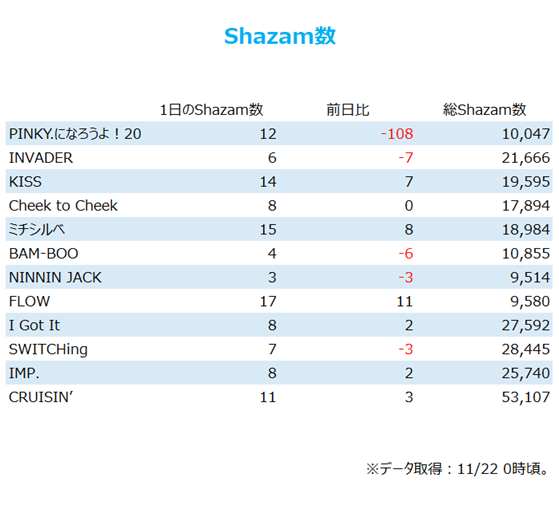 Shazam数
1日のShazam数 前日比 総Shazam数
PINKY.になろうよ！20 12 -108 10,047
INVADER 6 -7 21,666
KISS 14 7 19,595
Cheek to Cheek 8 0 17,894
ミチシルベ 15 8 18,984
BAM-BOO 4 -6 10,855
NINNIN JACK 3 -3 9,514
FLOW 17 11 9,580
I Got It 8 2 27,592
SWITCHing 7 -3 28,445
IMP. 8 2 25,740
CRUISIN’ 11 3 53,107
※データ取得：11/22 0時頃。